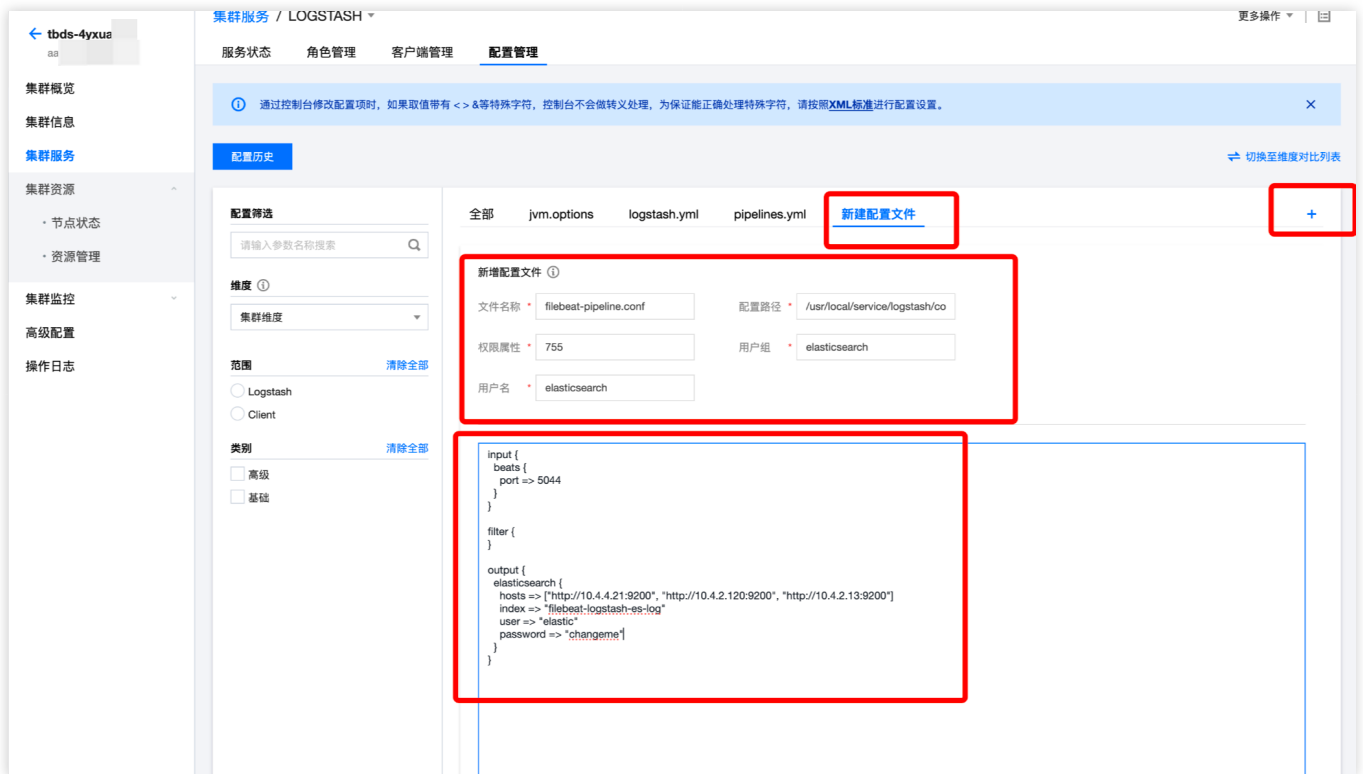 集群服务 / LOGSTASH
更多操作
tbds-4yxua
aa
服务状态 角色管理 客户端管理 配置管理
集群概览
集群信息
集群服务
集群资源
· 节点状态
· 资源管理
集群监控
高级配置
操作日志
通过控制台修改配置项时，如果取值带有 < > &等特殊字符，控制台不会做转义处理，为保证能正确处理特殊字符，请按照XML标准进行配置设置。
配置历史
切换至维度对比列表
配置筛选
请输入参数名称搜索
维度
集群维度
范围 清除全部
Logstash
Client
类别 清除全部
高级
基础
全部 jvm.options logstash.yml pipelines.yml 新建配置文件 +
新增配置文件
文件名称 * filebeat-pipeline.conf 配置路径 * /usr/local/service/logstash/co
权限属性 * 755 用户组 * elasticsearch
用户名 * elasticsearch
input {
beats {
port => 5044
}
}
filter {
}
output {
elasticsearch {
hosts => ["http://10.4.4.21:9200", "http://10.4.2.120:9200", "http://10.4.2.13:9200"]
index => "filebeat-logstash-es-log"
user => "elastic"
password => "changeme"
}
}